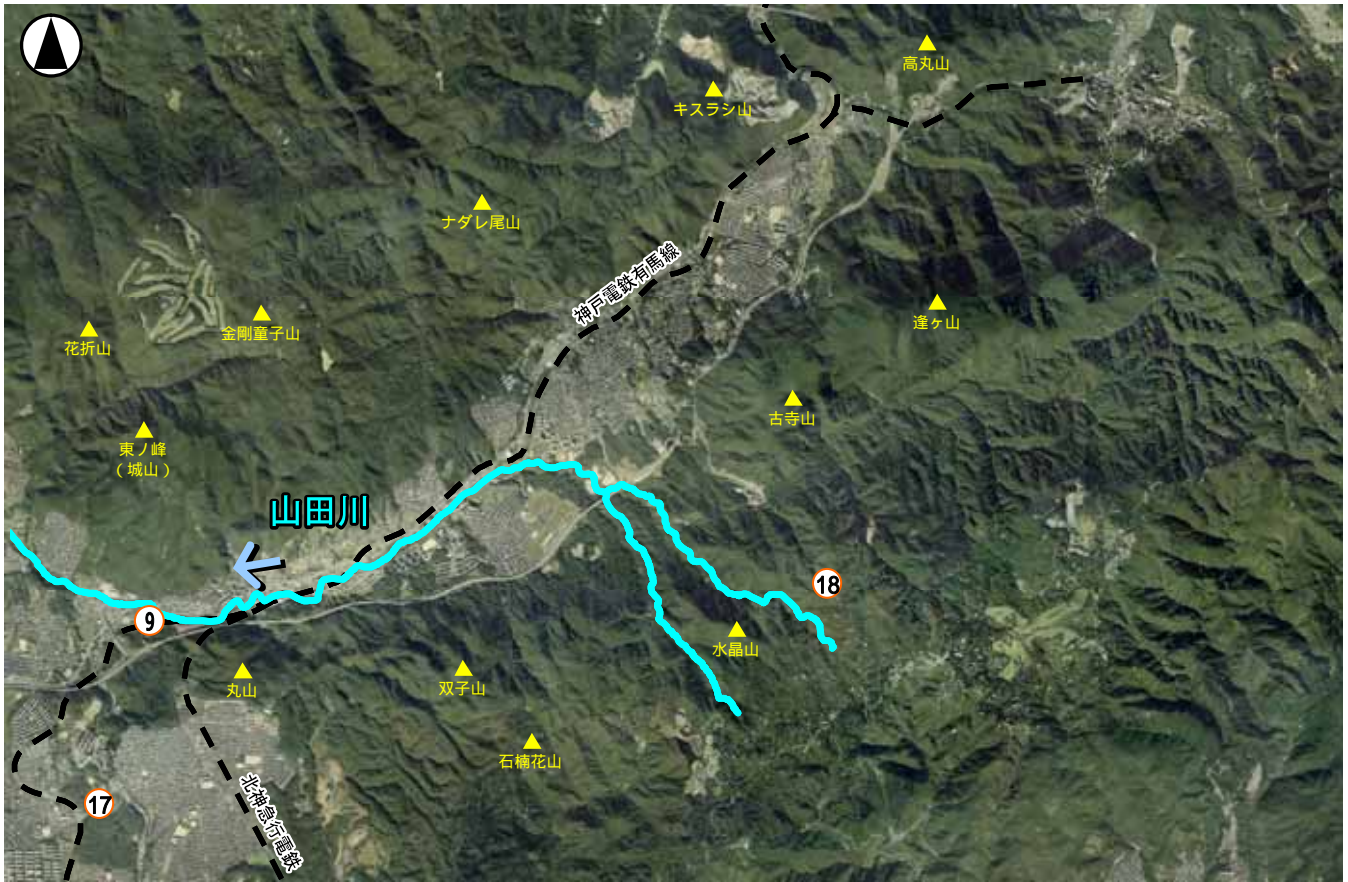 高丸山
キスラシ山
ナダレ尾山
神戸電鉄有馬線
逢ヶ山
金剛童子山
花折山
古寺山
東ノ峰
（城山）
山田川
18
9
水晶山
丸山
双子山
石楠花山
17
北神急行電鉄